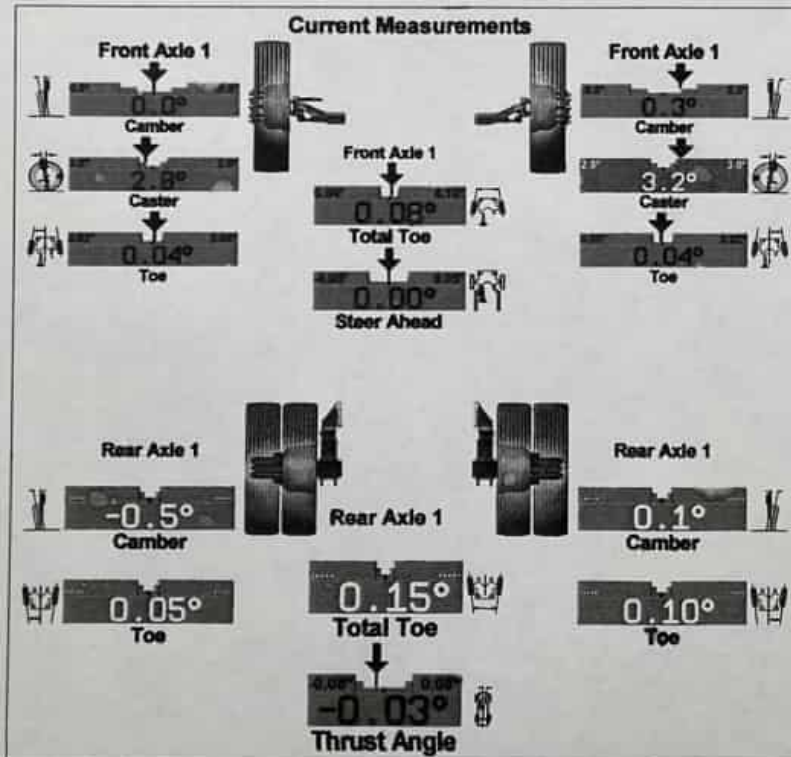 Current Measurements
Front Axle 1
Front Axle 1
0.0°
Camber
0.3°
Camber
Front Axle 1
2.8°
Caster
3.2°
Caster
2.0°
3.0°
0.08°
Total Toe
0.04°
Toe
0.04°
Toe
0.00°
Steer Ahead
Rear Axle 1
Rear Axle 1
-0.5°
Camber
Rear Axle 1
0.1°
Camber
0.05°
Toe
0.15°
Total Toe
0.10°
Toe
-0.08°
0.08°
-0.03°
Thrust Angle